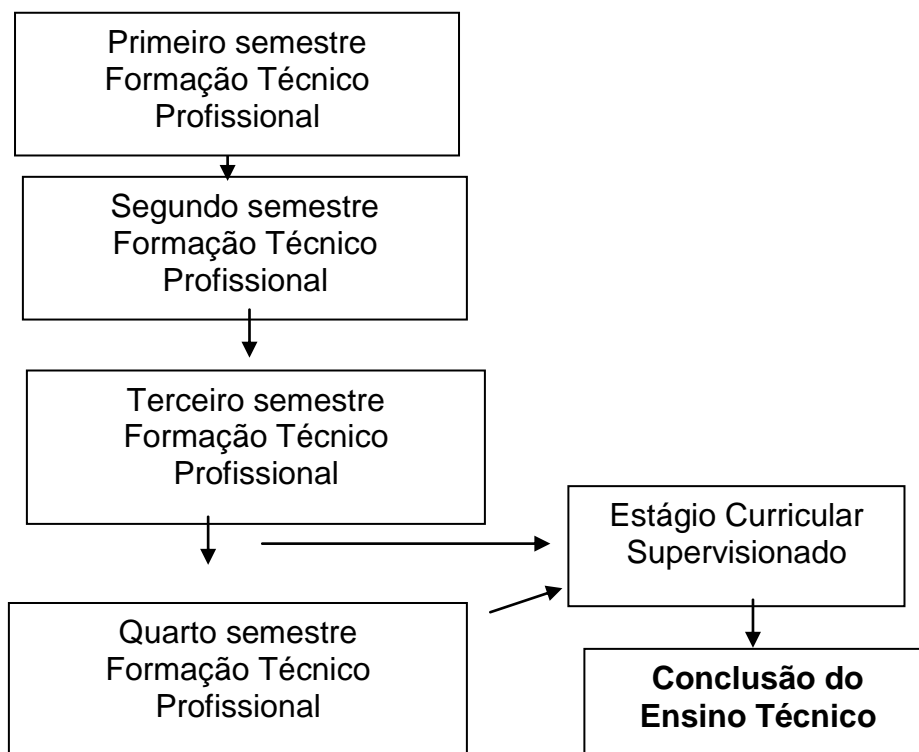 Primeiro semestre
Formação Técnico
Profissional
Segundo semestre
Formação Técnico
Profissional
Terceiro semestre
Formação Técnico
Profissional
Estágio Curricular
Supervisionado
Quarto semestre
Formação Técnico
Profissional
Conclusão do
Ensino Técnico